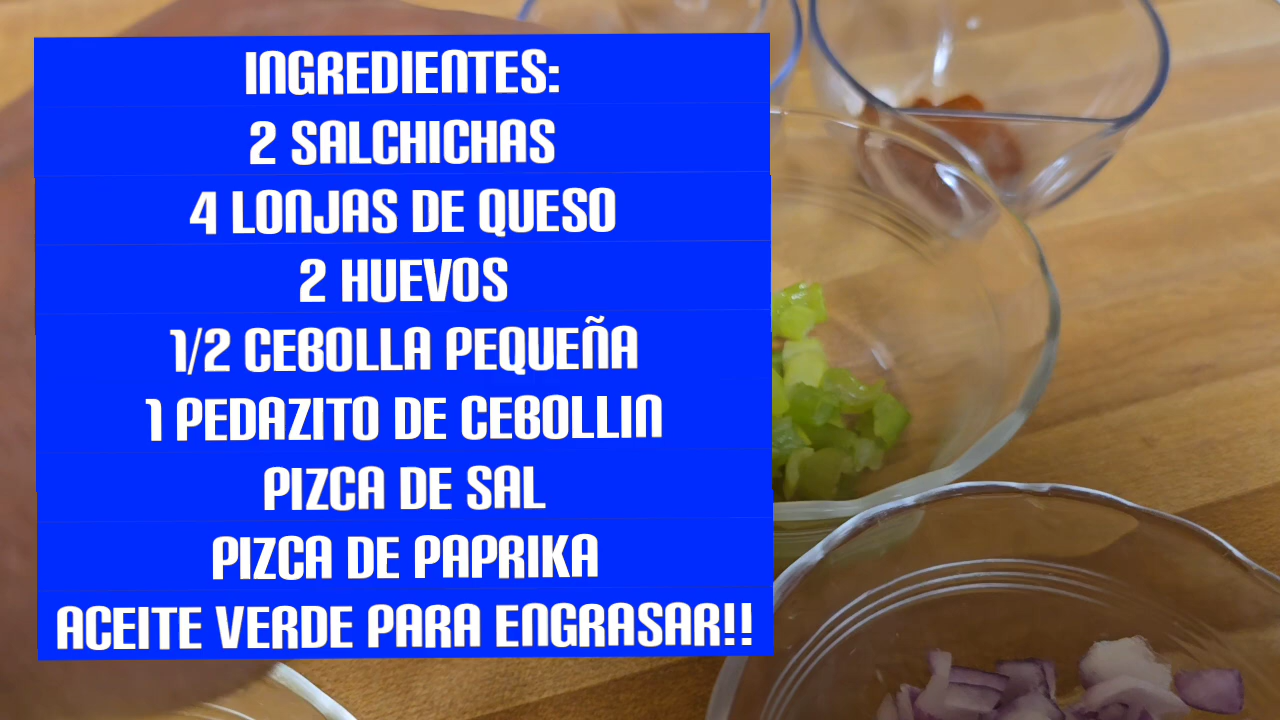 INGREDIENTES:
2 SALCHICHAS
4 LONJAS DE QUESO
2 HUEVOS
1/2 CEBOLLA PEQUEÑA
1 PEDAZITO DE CEBOLLIN
PIZCA DE SAL
PIZCA DE PAPRIKA
ACEITE VERDE PARA ENGRASAR!!